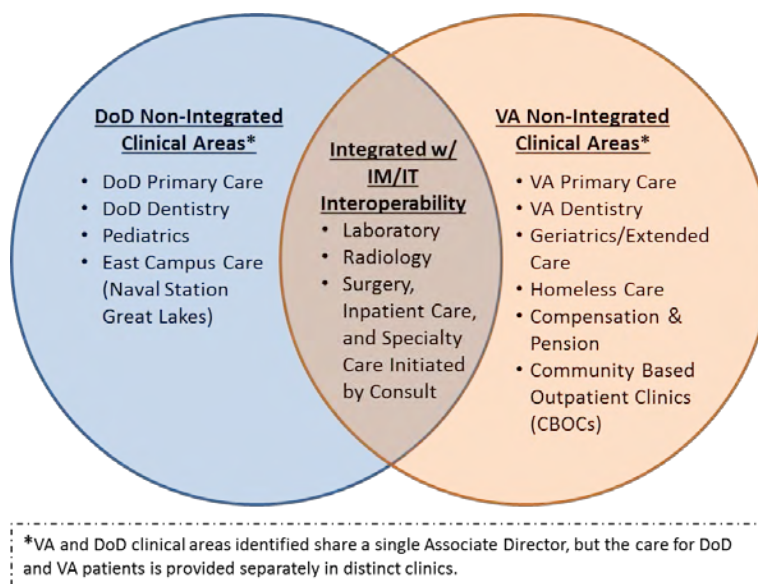 DoD Non-Integrated
Clinical Areas*
• DoD Primary Care
• DoD Dentistry
• Pediatrics
• East Campus Care
(Naval Station
Great Lakes)
Integrated w/
IM/IT
Interoperability
• Laboratory
• Radiology
• Surgery,
Inpatient Care,
and Specialty
Care Initiated
by Consult
VA Non-Integrated
Clinical Areas*
• VA Primary Care
• VA Dentistry
• Geriatrics/Extended
Care
• Homeless Care
• Compensation &
Pension
• Community Based
Outpatient Clinics
(CBOCs)
*VA and DoD clinical areas identified share a single Associate Director, but the care for DoD
and VA patients is provided separately in distinct clinics.